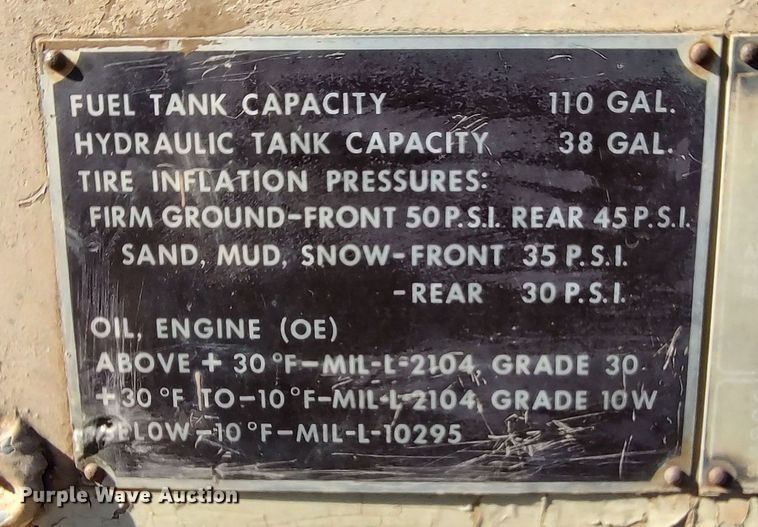 FUEL TANK CAPACITY 110 GAL.
HYDRAULIC TANK CAPACITY 38 GAL.
TIRE INFLATION PRESSURES:
FIRM GROUND-FRONT 50 P.S.I. REAR 45 P.S.I.
SAND, MUD, SNOW-FRONT 35 P.S.I.
-REAR 30 P.S.I.
OIL, ENGINE (OE)
ABOVE + 30 °F-MIL-L-2104, GRADE 30
+30 °F TO -10 °F-MIL-L-2104, GRADE 10W
BELOW -10 °F-MIL-L-10295
Purple Wave Auction